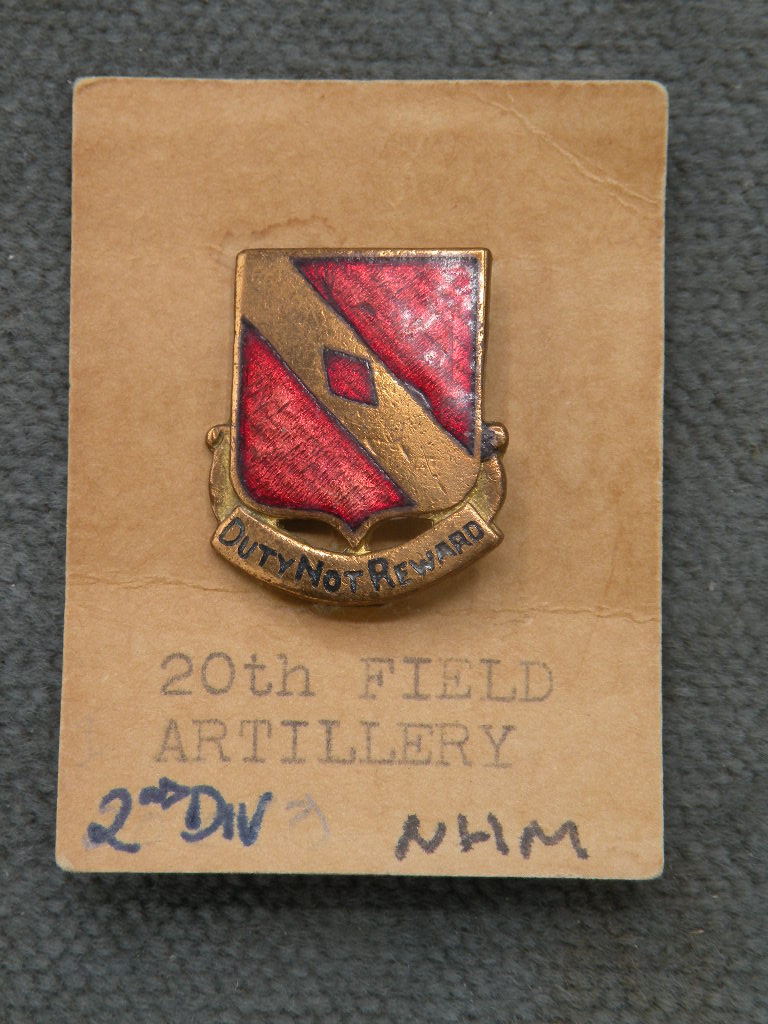 DUTY NOT REWARD
20th FIELD
ARTILLERY
2ND DIV NHM